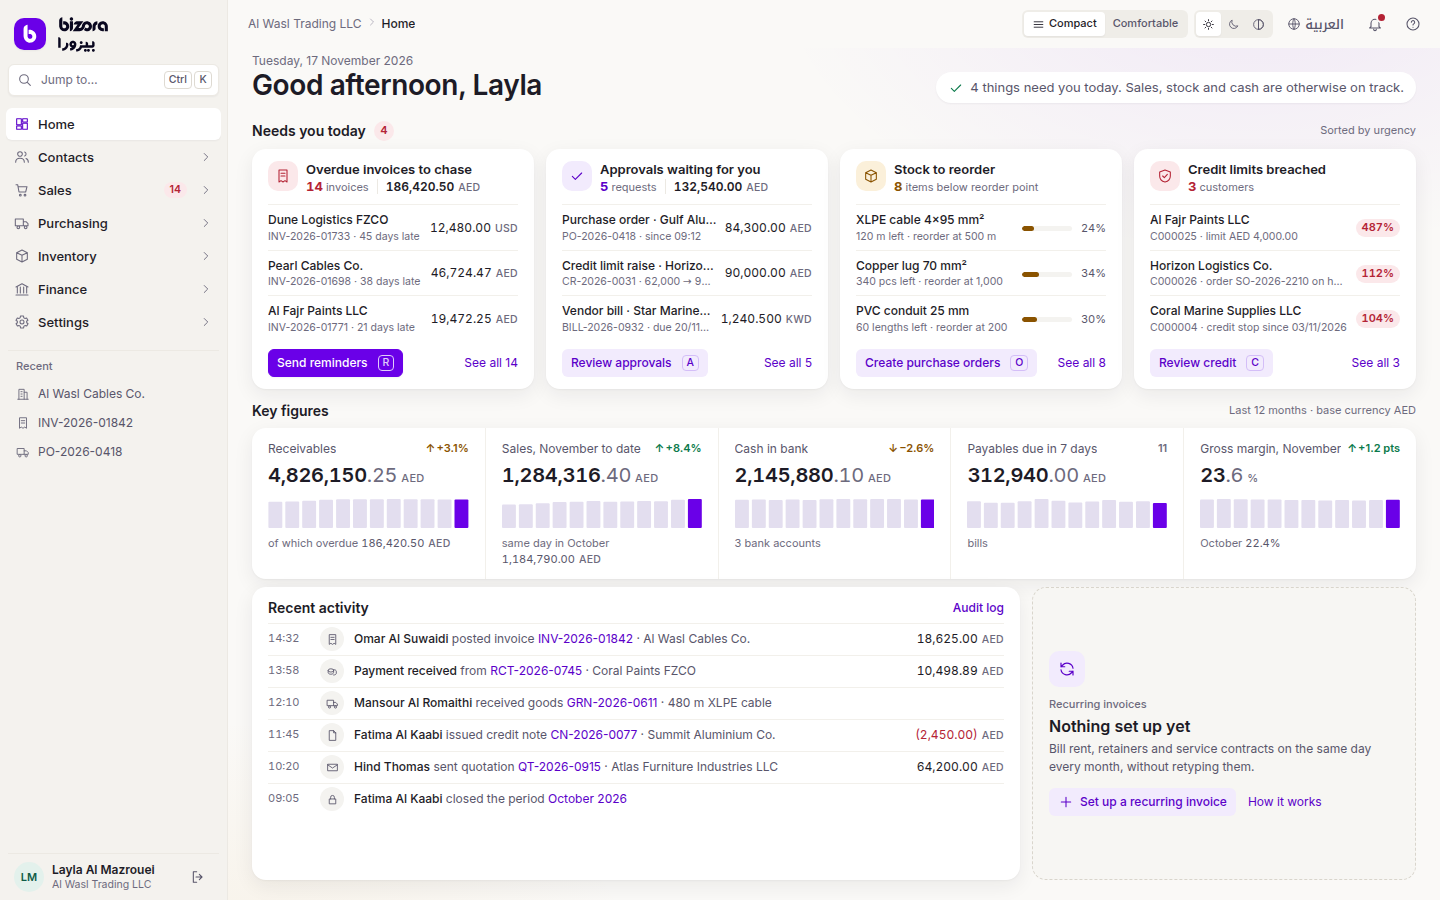 bizora
بيزورا
Jump to...
Ctrl K
Home
Contacts
Sales 14
Purchasing
Inventory
Finance
Settings
Recent
Al Wasl Cables Co.
INV-2026-01842
PO-2026-0418
Layla Al Mazrouei
Al Wasl Trading LLC
LM
Al Wasl Trading LLC Home
Compact Comfortable
العربية
Tuesday, 17 November 2026
Good afternoon, Layla
4 things need you today. Sales, stock and cash are otherwise on track.
Needs you today 4
Sorted by urgency
Overdue invoices to chase
14 invoices 186,420.50 AED
Dune Logistics FZCO
INV-2026-01733 · 45 days late
12,480.00 USD
Pearl Cables Co.
INV-2026-01698 · 38 days late
46,724.47 AED
Al Fajr Paints LLC
INV-2026-01771 · 21 days late
19,472.25 AED
Send reminders R
See all 14
Approvals waiting for you
5 requests 132,540.00 AED
Purchase order · Gulf Alu...
PO-2026-0418 · since 09:12
84,300.00 AED
Credit limit raise · Horizo...
CR-2026-0031 · 62,000 → 9...
90,000.00 AED
Vendor bill · Star Marine...
BILL-2026-0932 · due 20/11...
1,240.500 KWD
Review approvals A
See all 5
Stock to reorder
8 items below reorder point
XLPE cable 4×95 mm²
120 m left · reorder at 500 m
24%
Copper lug 70 mm²
340 pcs left · reorder at 1,000
34%
PVC conduit 25 mm
60 lengths left · reorder at 200
30%
Create purchase orders O
See all 8
Credit limits breached
3 customers
Al Fajr Paints LLC
C000025 · limit AED 4,000.00
487%
Horizon Logistics Co.
C000026 · order SO-2026-2210 on h...
112%
Coral Marine Supplies LLC
C000004 · credit stop since 03/11/2026
104%
Review credit C
See all 3
Key figures
Last 12 months · base currency AED
Receivables ↑+3.1%
4,826,150.25 AED
of which overdue 186,420.50 AED
Sales, November to date ↑+8.4%
1,284,316.40 AED
same day in October
1,184,790.00 AED
Cash in bank ↓−2.6%
2,145,880.10 AED
3 bank accounts
Payables due in 7 days 11
312,940.00 AED
bills
Gross margin, November ↑+1.2 pts
23.6 %
October 22.4%
Recent activity
Audit log
14:32 Omar Al Suwaidi posted invoice INV-2026-01842 · Al Wasl Cables Co. 18,625.00 AED
13:58 Payment received from RCT-2026-0745 · Coral Paints FZCO 10,498.89 AED
12:10 Mansour Al Romaithi received goods GRN-2026-0611 · 480 m XLPE cable
11:45 Fatima Al Kaabi issued credit note CN-2026-0077 · Summit Aluminium Co. (2,450.00) AED
10:20 Hind Thomas sent quotation QT-2026-0915 · Atlas Furniture Industries LLC 64,200.00 AED
09:05 Fatima Al Kaabi closed the period October 2026
Recurring invoices
Nothing set up yet
Bill rent, retainers and service contracts on the same day
every month, without retyping them.
Set up a recurring invoice
How it works